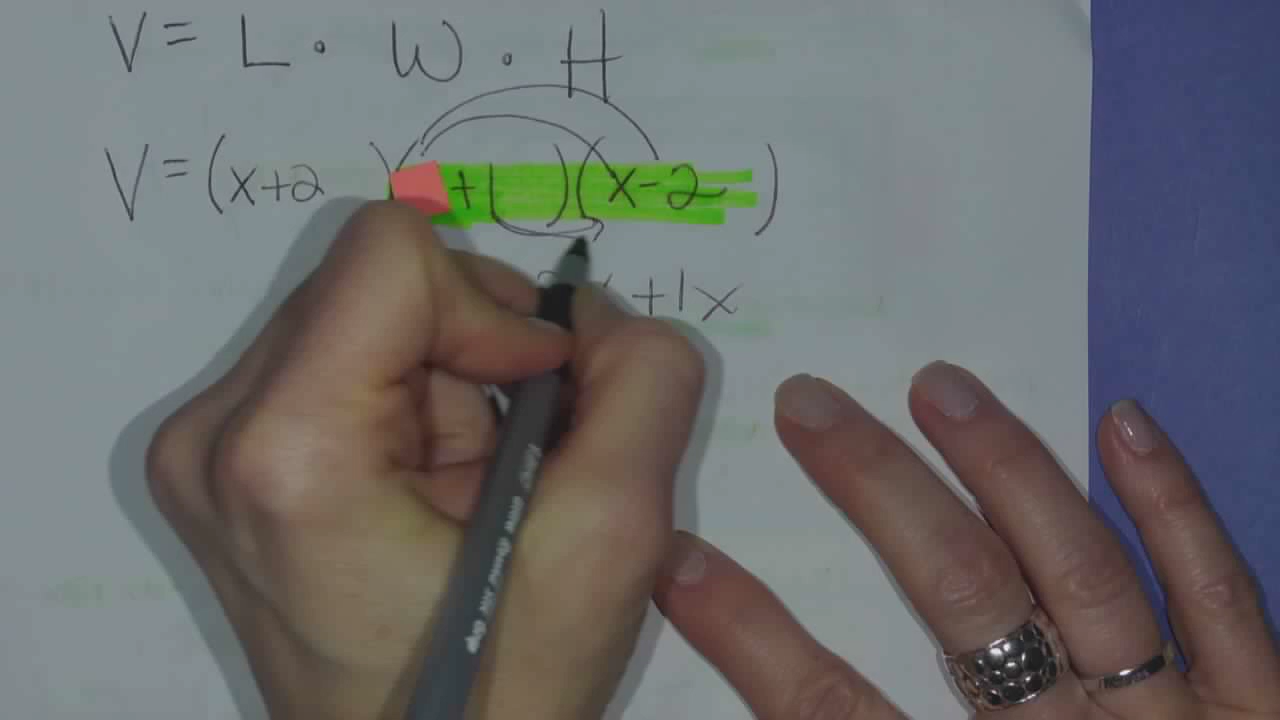 V = L · W · H
V = (x+2)( +1)(x-2)
+1x